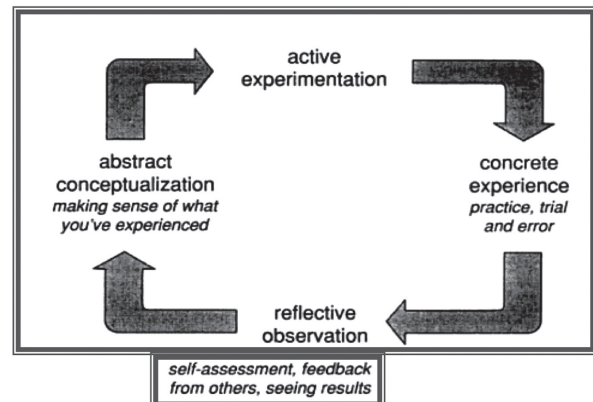 active
experimentation
abstract
conceptualization
making sense of what
you've experienced
concrete
experience
practice, trial
and error
reflective
observation
self-assessment, feedback
from others, seeing results